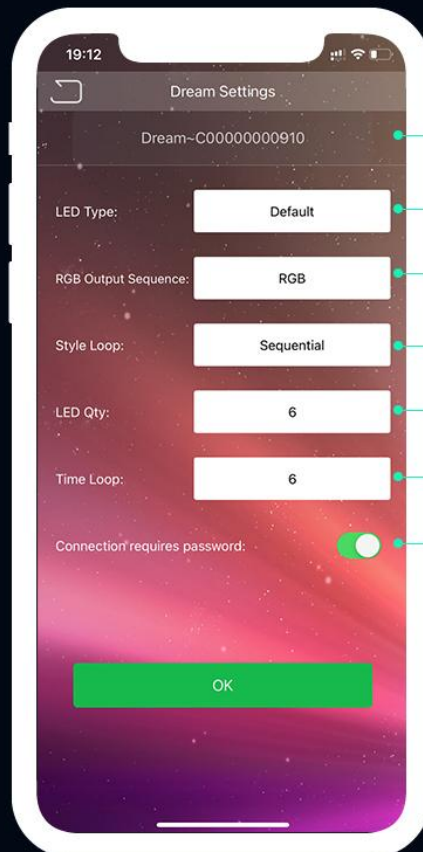 19:12
Dream Settings
Dream~C00000000910
LED Type: Default
RGB Output Sequence: RGB
Style Loop: Sequential
LED Qty: 6
Time Loop: 6
Connection requires password:
OK